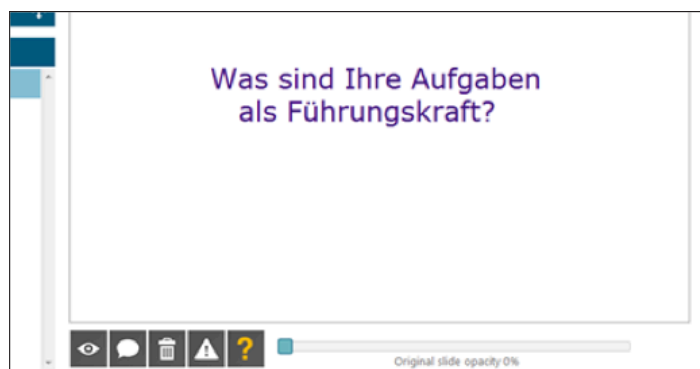 Was sind Ihre Aufgaben
als Führungskraft?
?
Original slide opacity 0%